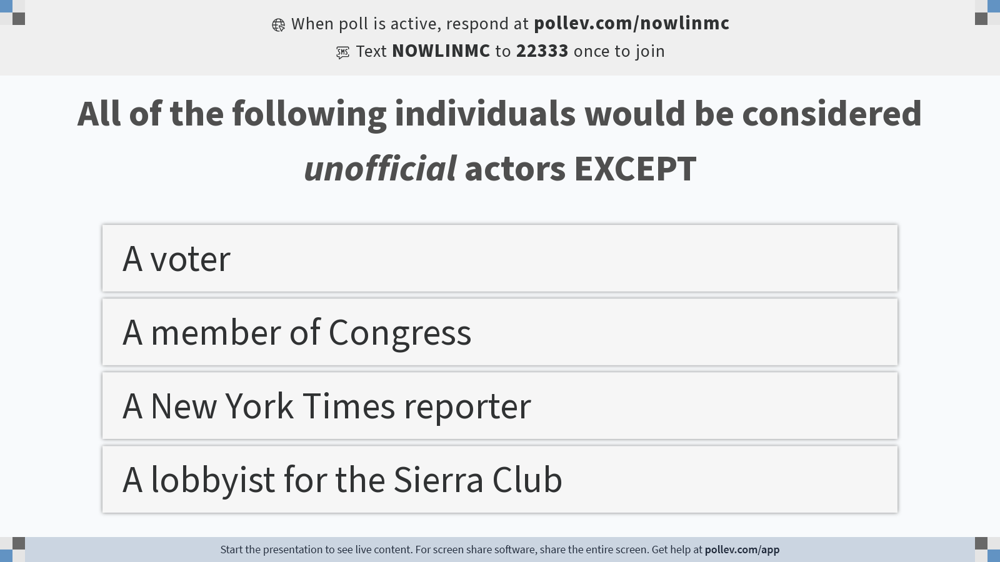 When poll is active, respond at pollev.com/nowlinmc
SMS Text NOWLINMC to 22333 once to join
All of the following individuals would be considered
unofficial actors EXCEPT
A voter
A member of Congress
A New York Times reporter
A lobbyist for the Sierra Club
Start the presentation to see live content. For screen share software, share the entire screen. Get help at pollev.com/app